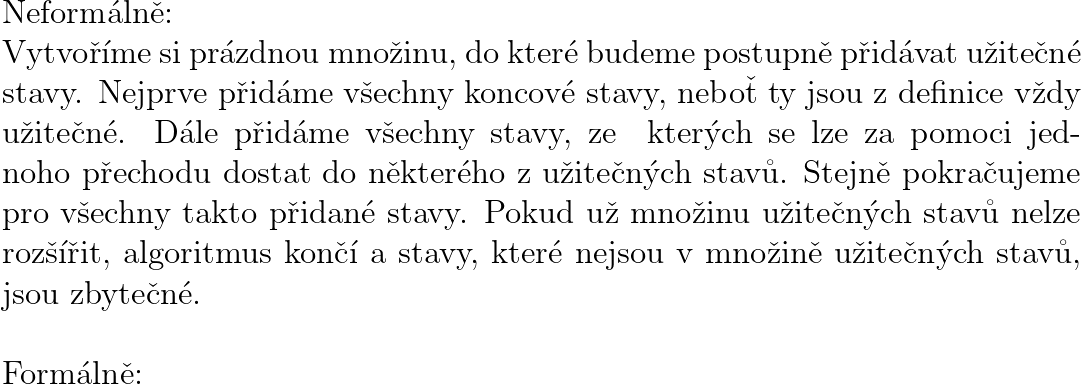 Neformálně:
Vytvoříme si prázdnou množinu, do které budeme postupně přidávat užitečné
stavy. Nejprve přidáme všechny koncové stavy, neboť ty jsou z definice vždy
užitečné. Dále přidáme všechny stavy, ze kterých se lze za pomoci jed-
noho přechodu dostat do některého z užitečných stavů. Stejně pokračujeme
pro všechny takto přidané stavy. Pokud už množinu užitečných stavů nelze
rozšířit, algoritmus končí a stavy, které nejsou v množině užitečných stavů,
jsou zbytečné.
Formálně: